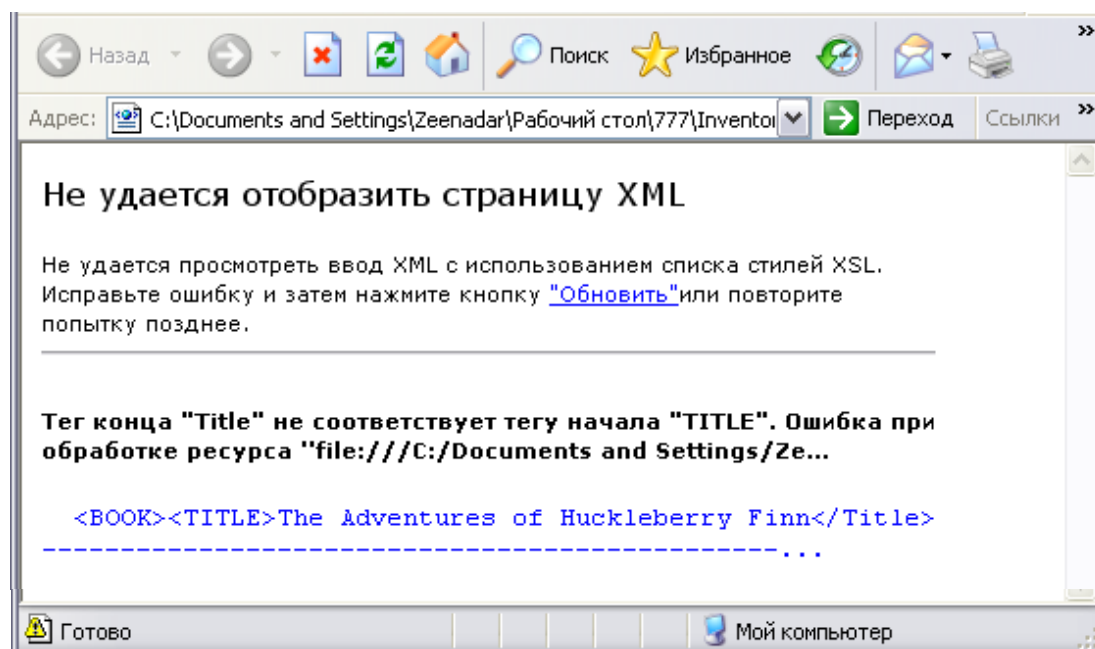 Назад Поиск Избранное »
Адрес: C:\Documents and Settings\Zeenadar\Рабочий стол\777\Inventor Переход Ссылки »
Не удается отобразить страницу XML
Не удается просмотреть ввод XML с использованием списка стилей XSL.
Исправьте ошибку и затем нажмите кнопку "Обновить"или повторите
попытку позднее.
Тег конца "Title" не соответствует тегу начала "TITLE". Ошибка при
обработке ресурса "file:///C:/Documents and Settings/Ze...
<BOOK><TITLE>The Adventures of Huckleberry Finn</Title>
-----------------------------------------------...
Готово Мой компьютер